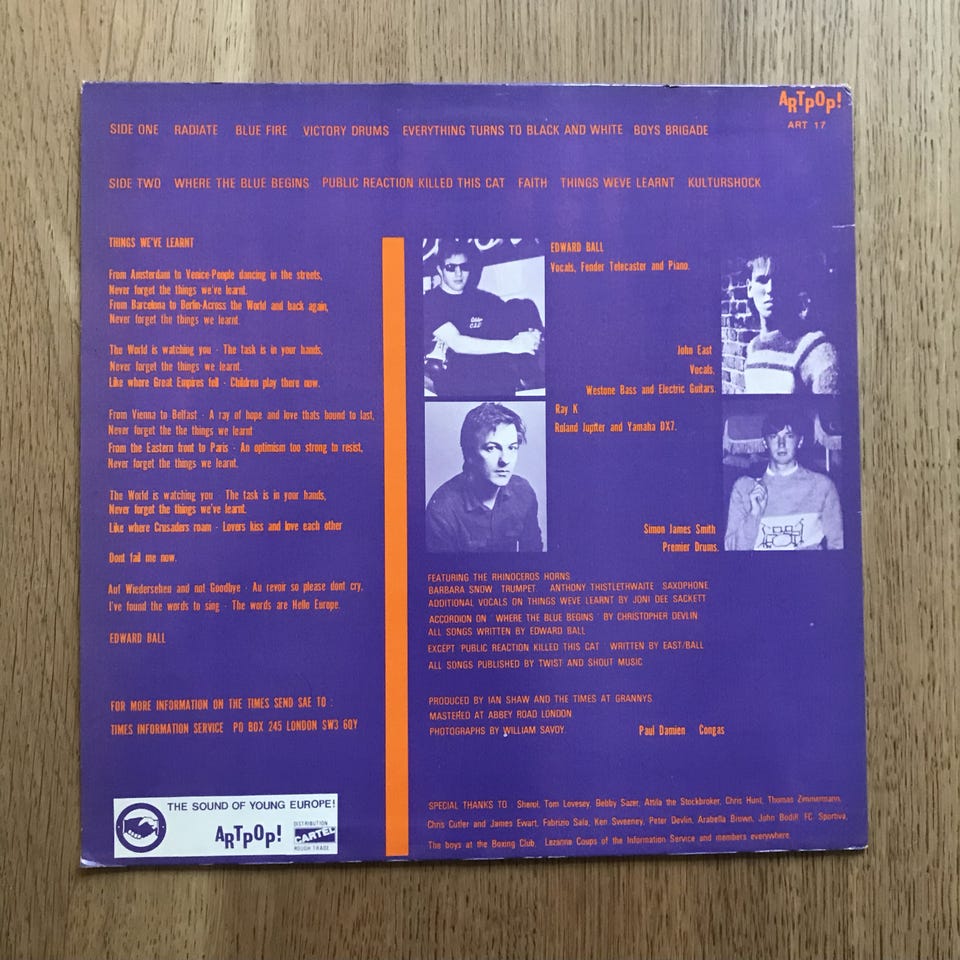 ARTPOP!
ART 17
SIDE ONE RADIATE BLUE FIRE VICTORY DRUMS EVERYTHING TURNS TO BLACK AND WHITE BOYS BRIGADE
SIDE TWO WHERE THE BLUE BEGINS PUBLIC REACTION KILLED THIS CAT FAITH THINGS WEVE LEARNT KULTURSHOCK
THINGS WE'VE LEARNT
From Amsterdam to Venice-People dancing in the streets,
Never forget the things we've learnt.
From Barcelona to Berlin-Across the World and back again,
Never forget the things we learnt.
The World is watching you - The task is in your hands,
Never forget the things we learnt.
Like where Great Empires fell - Children play there now.
From Vienna to Belfast - A ray of hope and love thats bound to last,
Never forget the the things we learnt
From the Eastern front to Paris - An optimism too strong to resist,
Never forget the things we learnt.
The World is watching you The task is in your hands,
Never forget the things we've learnt.
Like where Crusaders roam - Lovers kiss and love each other
Dont fail me now.
Auf Wiedersehen and not Goodbye - Au revoir so please dont cry,
I've found the words to sing - The words are Hello Europe.
EDWARD BALL
FOR MORE INFORMATION ON THE TIMES SEND SAE TO :
TIMES INFORMATION SERVICE PO BOX 245 LONDON SW3 6QY
THE SOUND OF YOUNG EUROPE!
ARTPOP!
DISTRIBUTION
CARTEL
ROUGH TRADE
EDWARD BALL
Vocals, Fender Telecaster and Piano.
John East
Vocals,
Westone Bass and Electric Guitars.
Ray K
Roland Jupiter and Yamaha DX7.
Simon James Smith
Premier Drums.
FEATURING THE RHINOCEROS HORNS
BARBARA SNOW TRUMPET ANTHONY THISTLETHWAITE SAXOPHONE
ADDITIONAL VOCALS ON THINGS WEVE LEARNT BY JONI DEE SACKETT
ACCORDION ON 'WHERE THE BLUE BEGINS' BY CHRISTOPHER DEVLIN
ALL SONGS WRITTEN BY EDWARD BALL
EXCEPT 'PUBLIC REACTION KILLED THIS CAT' WRITTEN BY EAST/BALL
ALL SONGS PUBLISHED BY TWIST AND SHOUT MUSIC
PRODUCED BY IAN SHAW AND THE TIMES AT GRANNYS
MASTERED AT ABBEY ROAD LONDON
PHOTOGRAPHS BY WILLIAM SAVOY
Paul Damien Congas
SPECIAL THANKS TO Sherol, Tom Lovesey, Bebby Sazer, Attila the Stockbroker, Chris Hunt, Thomas Zimmermann,
Chris Cutler and James Ewart, Fabrizio Sala, Ken Sweeney, Peter Devlin, Arabella Brown, John Bodill, FC. Sportiva,
The boys at the Boxing Club, Lezanne Coups of the Information Service and members everywhere.